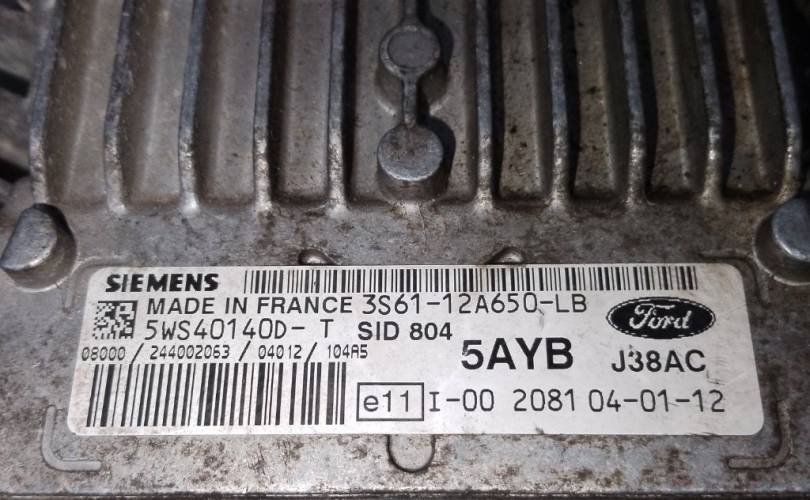 SIEMENS
MADE IN FRANCE 3S61-12A650-LB
5WS40140D-T SID 804
Ford
08000 / 244002063 / 04012 / 104A5
5AYB J38AC
e11 I-00 2081 04-01-12